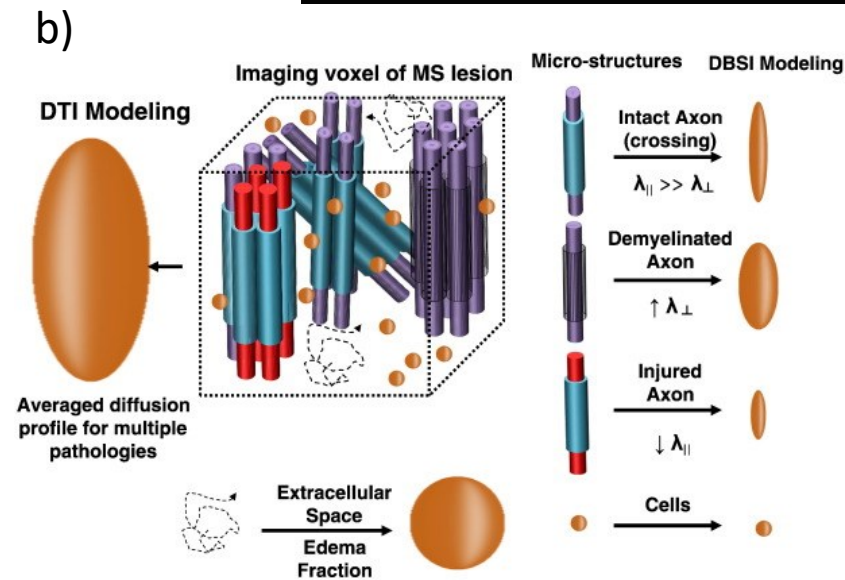 b)
Imaging voxel of MS lesion
Micro-structures
DBSI Modeling
DTI Modeling
Intact Axon
(crossing)
λ|| >> λ⊥
Demyelinated
Axon
↑ λ⊥
Injured
Axon
↓ λ||
Averaged diffusion
profile for multiple
pathologies
Extracellular
Space
Edema
Fraction
Cells